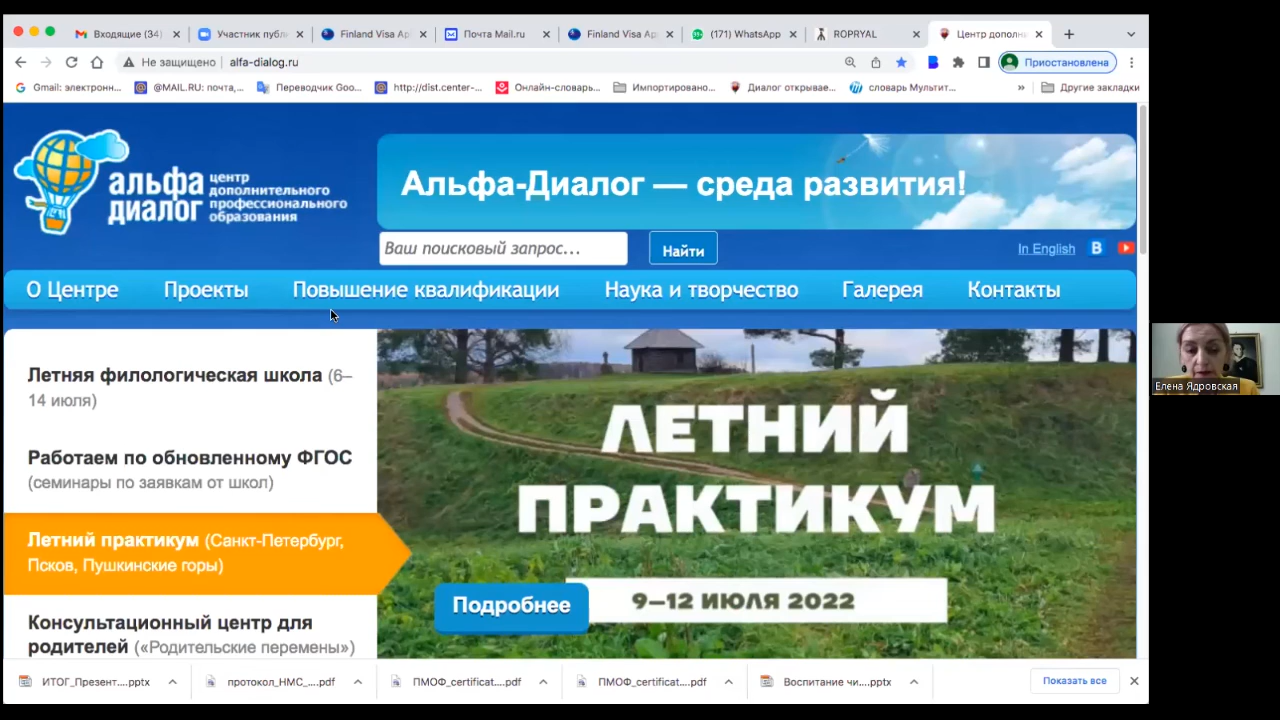 Входящие (34)
Участник публ
Finland Visa Ap
Почта Mail.ru
Finland Visa Ap
(171) WhatsApp
ROPRYAL
Центр дополн
Не защищено
alfa-dialog.ru
Приостановлена
Gmail: электронн...
@MAIL.RU: почта,...
Переводчик Goo...
http://dist.center-...
Онлайн-словарь...
Импортировано...
Диалог открывае...
словарь Мультит...
»
Другие закладки
альфа диалог
центр
дополнительного
профессионального
образования
Альфа-Диалог — среда развития!
Ваш поисковый запрос...
Найти
In English
В
О Центре
Проекты
Повышение квалификации
Наука и творчество
Галерея
Контакты
Летняя филологическая школа (6–
14 июля)
Работаем по обновленному ФГОС
(семинары по заявкам от школ)
Летний практикум (Санкт-Петербург,
Псков, Пушкинские горы)
Консультационный центр для
родителей («Родительские перемены»)
ЛЕТНИЙ
ПРАКТИКУМ
Подробнее
9–12 ИЮЛЯ 2022
Елена Ядровская
ИТОГ_Презент....pptx
протокол_НМС_....pdf
ПМОФ_certificat....pdf
ПМОФ_certificat....pdf
Воспитание чи....pptx
Показать все